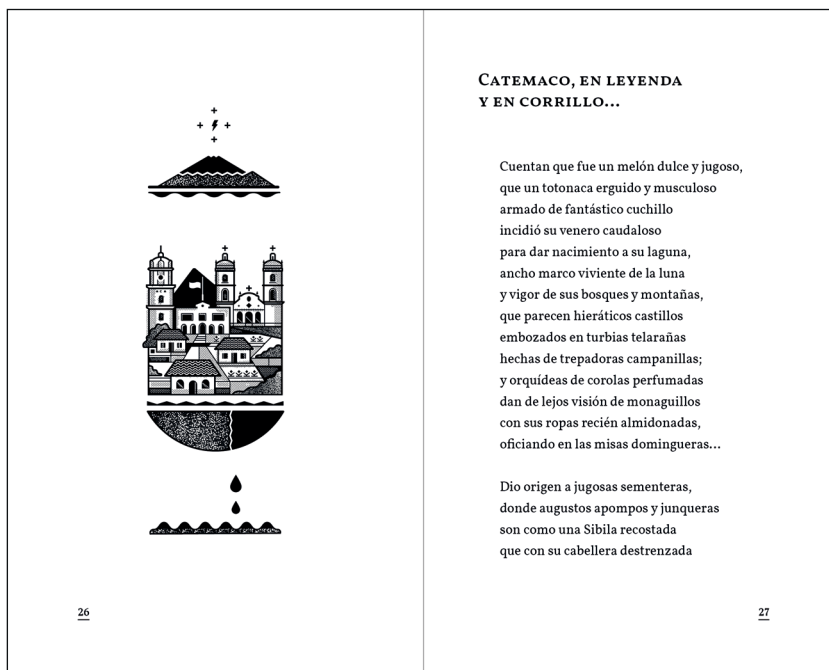 Catemaco, en leyenda
y en corrillo...
Cuentan que fue un melón dulce y jugoso,
que un totonaca erguido y musculoso
armado de fantástico cuchillo
incidió su venero caudaloso
para dar nacimiento a su laguna,
ancho marco viviente de la luna
y vigor de sus bosques y montañas,
que parecen hieráticos castillos
embozados en turbias telarañas
hechas de trepadoras campanillas;
y orquídeas de corolas perfumadas
dan de lejos visión de monaguillos
con sus ropas recién almidonadas,
oficiando en las misas domingueras...
Dio origen a jugosas sementeras,
donde augustos apompos y junqueras
son como una Sibila recostada
que con su cabellera destrenzada
26
27